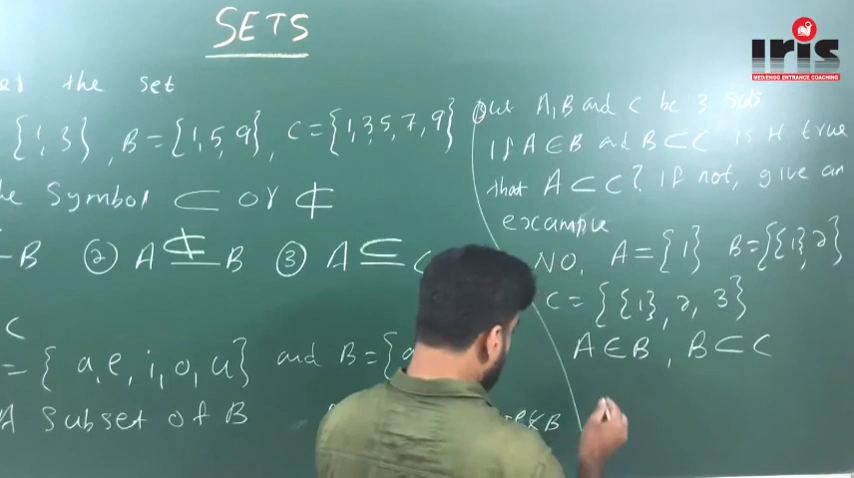 SETS
iris
MED/ENGG ENTRANCE COACHING
the set
{1,3}, B={1,5,9}, C={1,3,5,7,9}
Symbol ⊂ or ⊄
B ② A ⊄ B ③ A ⊂ C
C
= { a, e, i, o, u} and B={a
A Subset of B
∉ B
Let A, B and C be 3 sets
If A∈B and B⊂C is it true
that A⊂C? If not, give an
example
NO, A={1} B={{1},2}
C = {{1}, 2, 3}
A∈B, B⊂C